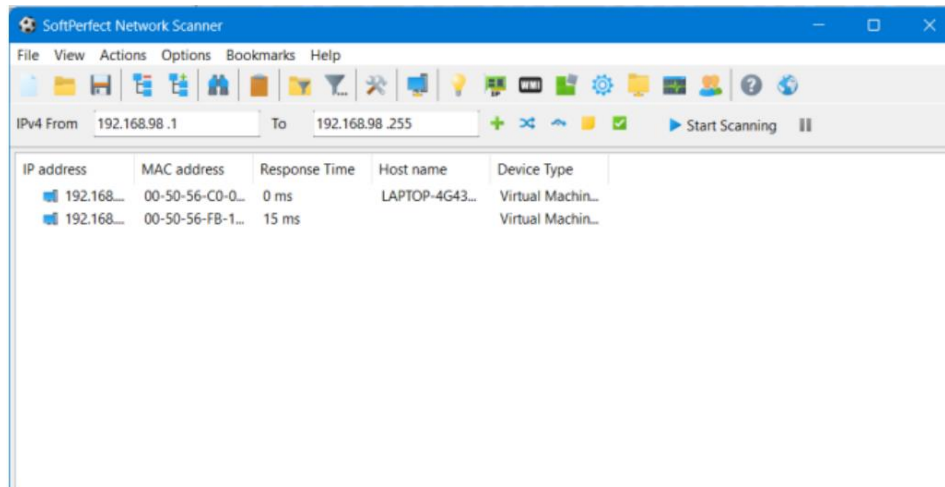 SoftPerfect Network Scanner
File View Actions Options Bookmarks Help
IP WMI
IPv4 From 192.168.98 .1 To 192.168.98 .255 Start Scanning
IP address MAC address Response Time Host name Device Type
192.168.... 00-50-56-C0-0... 0 ms LAPTOP-4G43... Virtual Machin...
192.168.... 00-50-56-FB-1... 15 ms Virtual Machin...